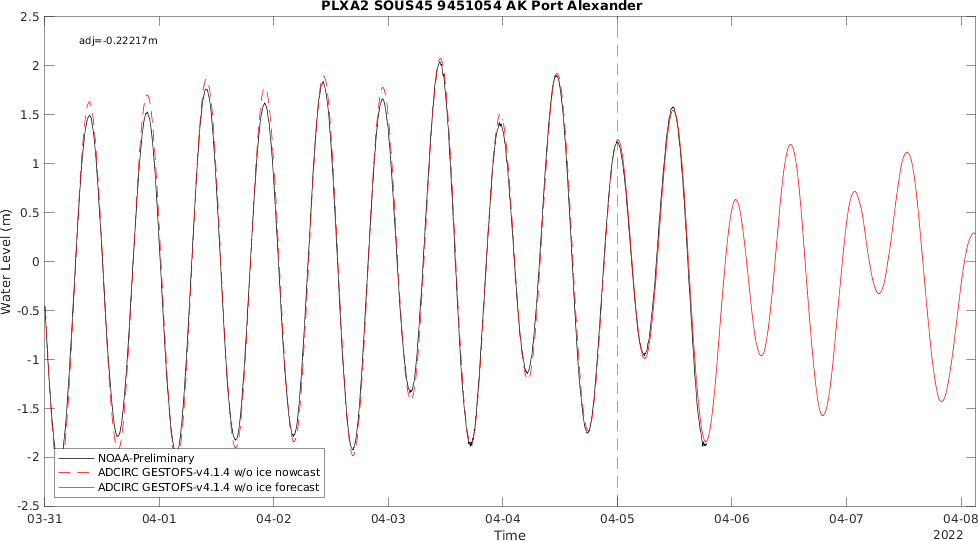 PLXA2 SOUS45 9451054 AK Port Alexander
adj=-0.22217m
2.5
2
1.5
1
0.5
0
-0.5
-1
-1.5
-2
-2.5
Water Level (m)
NOAA-Preliminary
ADCIRC GESTOFS-v4.1.4 w/o ice nowcast
ADCIRC GESTOFS-v4.1.4 w/o ice forecast
03-31 04-01 04-02 04-03 04-04 04-05 04-06 04-07 04-08
Time
2022